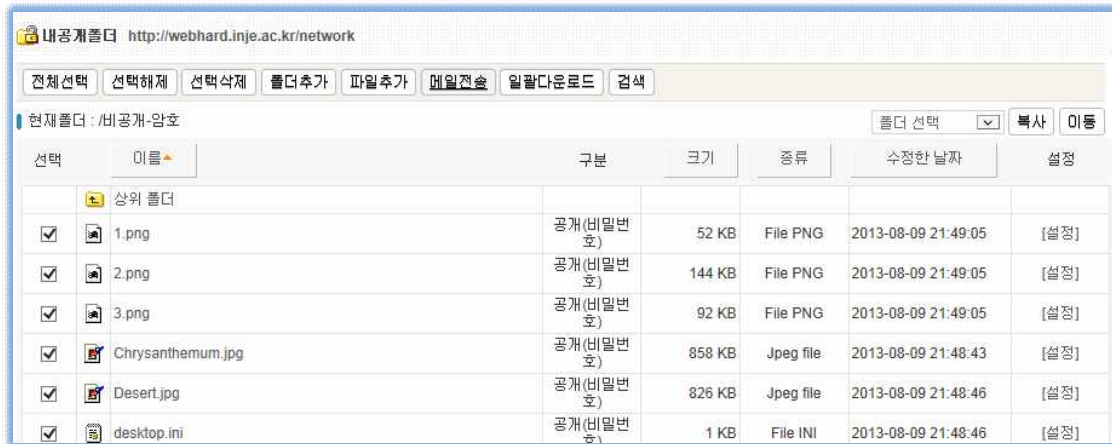 내공개폴더 http://webhard.inje.ac.kr/network
전체선택 선택해제 선택삭제 폴더추가 파일추가 메일전송 일괄다운로드 검색
현재폴더 : /비공개-암호 폴더 선택 복사 이동
선택 이름 구분 크기 종류 수정한 날짜 설정
상위 폴더
1.png 공개(비밀번호) 52 KB File PNG 2013-08-09 21:49:05 [설정]
2.png 공개(비밀번호) 144 KB File PNG 2013-08-09 21:49:05 [설정]
3.png 공개(비밀번호) 92 KB File PNG 2013-08-09 21:49:05 [설정]
Chrysanthemum.jpg 공개(비밀번호) 858 KB Jpeg file 2013-08-09 21:48:43 [설정]
Desert.jpg 공개(비밀번호) 826 KB Jpeg file 2013-08-09 21:48:46 [설정]
desktop.ini 공개(비밀번호) 1 KB File INI 2013-08-09 21:48:46 [설정]